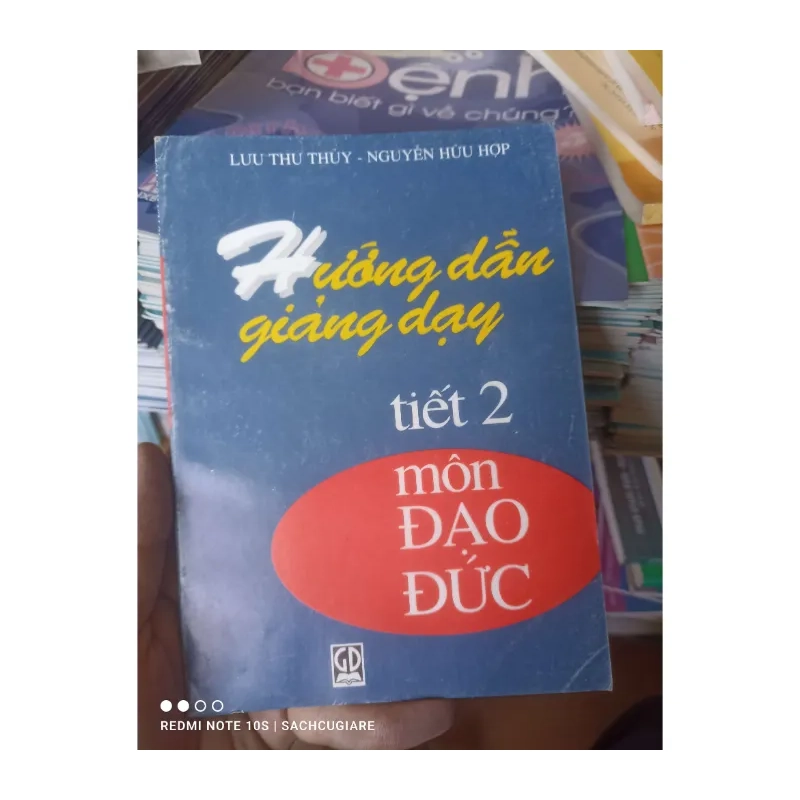 Bệnh
bạn biết gì về chúng?
LƯU THU THỦY - NGUYỄN HỮU HỢP
Hướng dẫn
giảng dạy
tiết 2
môn
ĐẠO
ĐỨC
GD
REDMI NOTE 10S | SACHCUGIARE